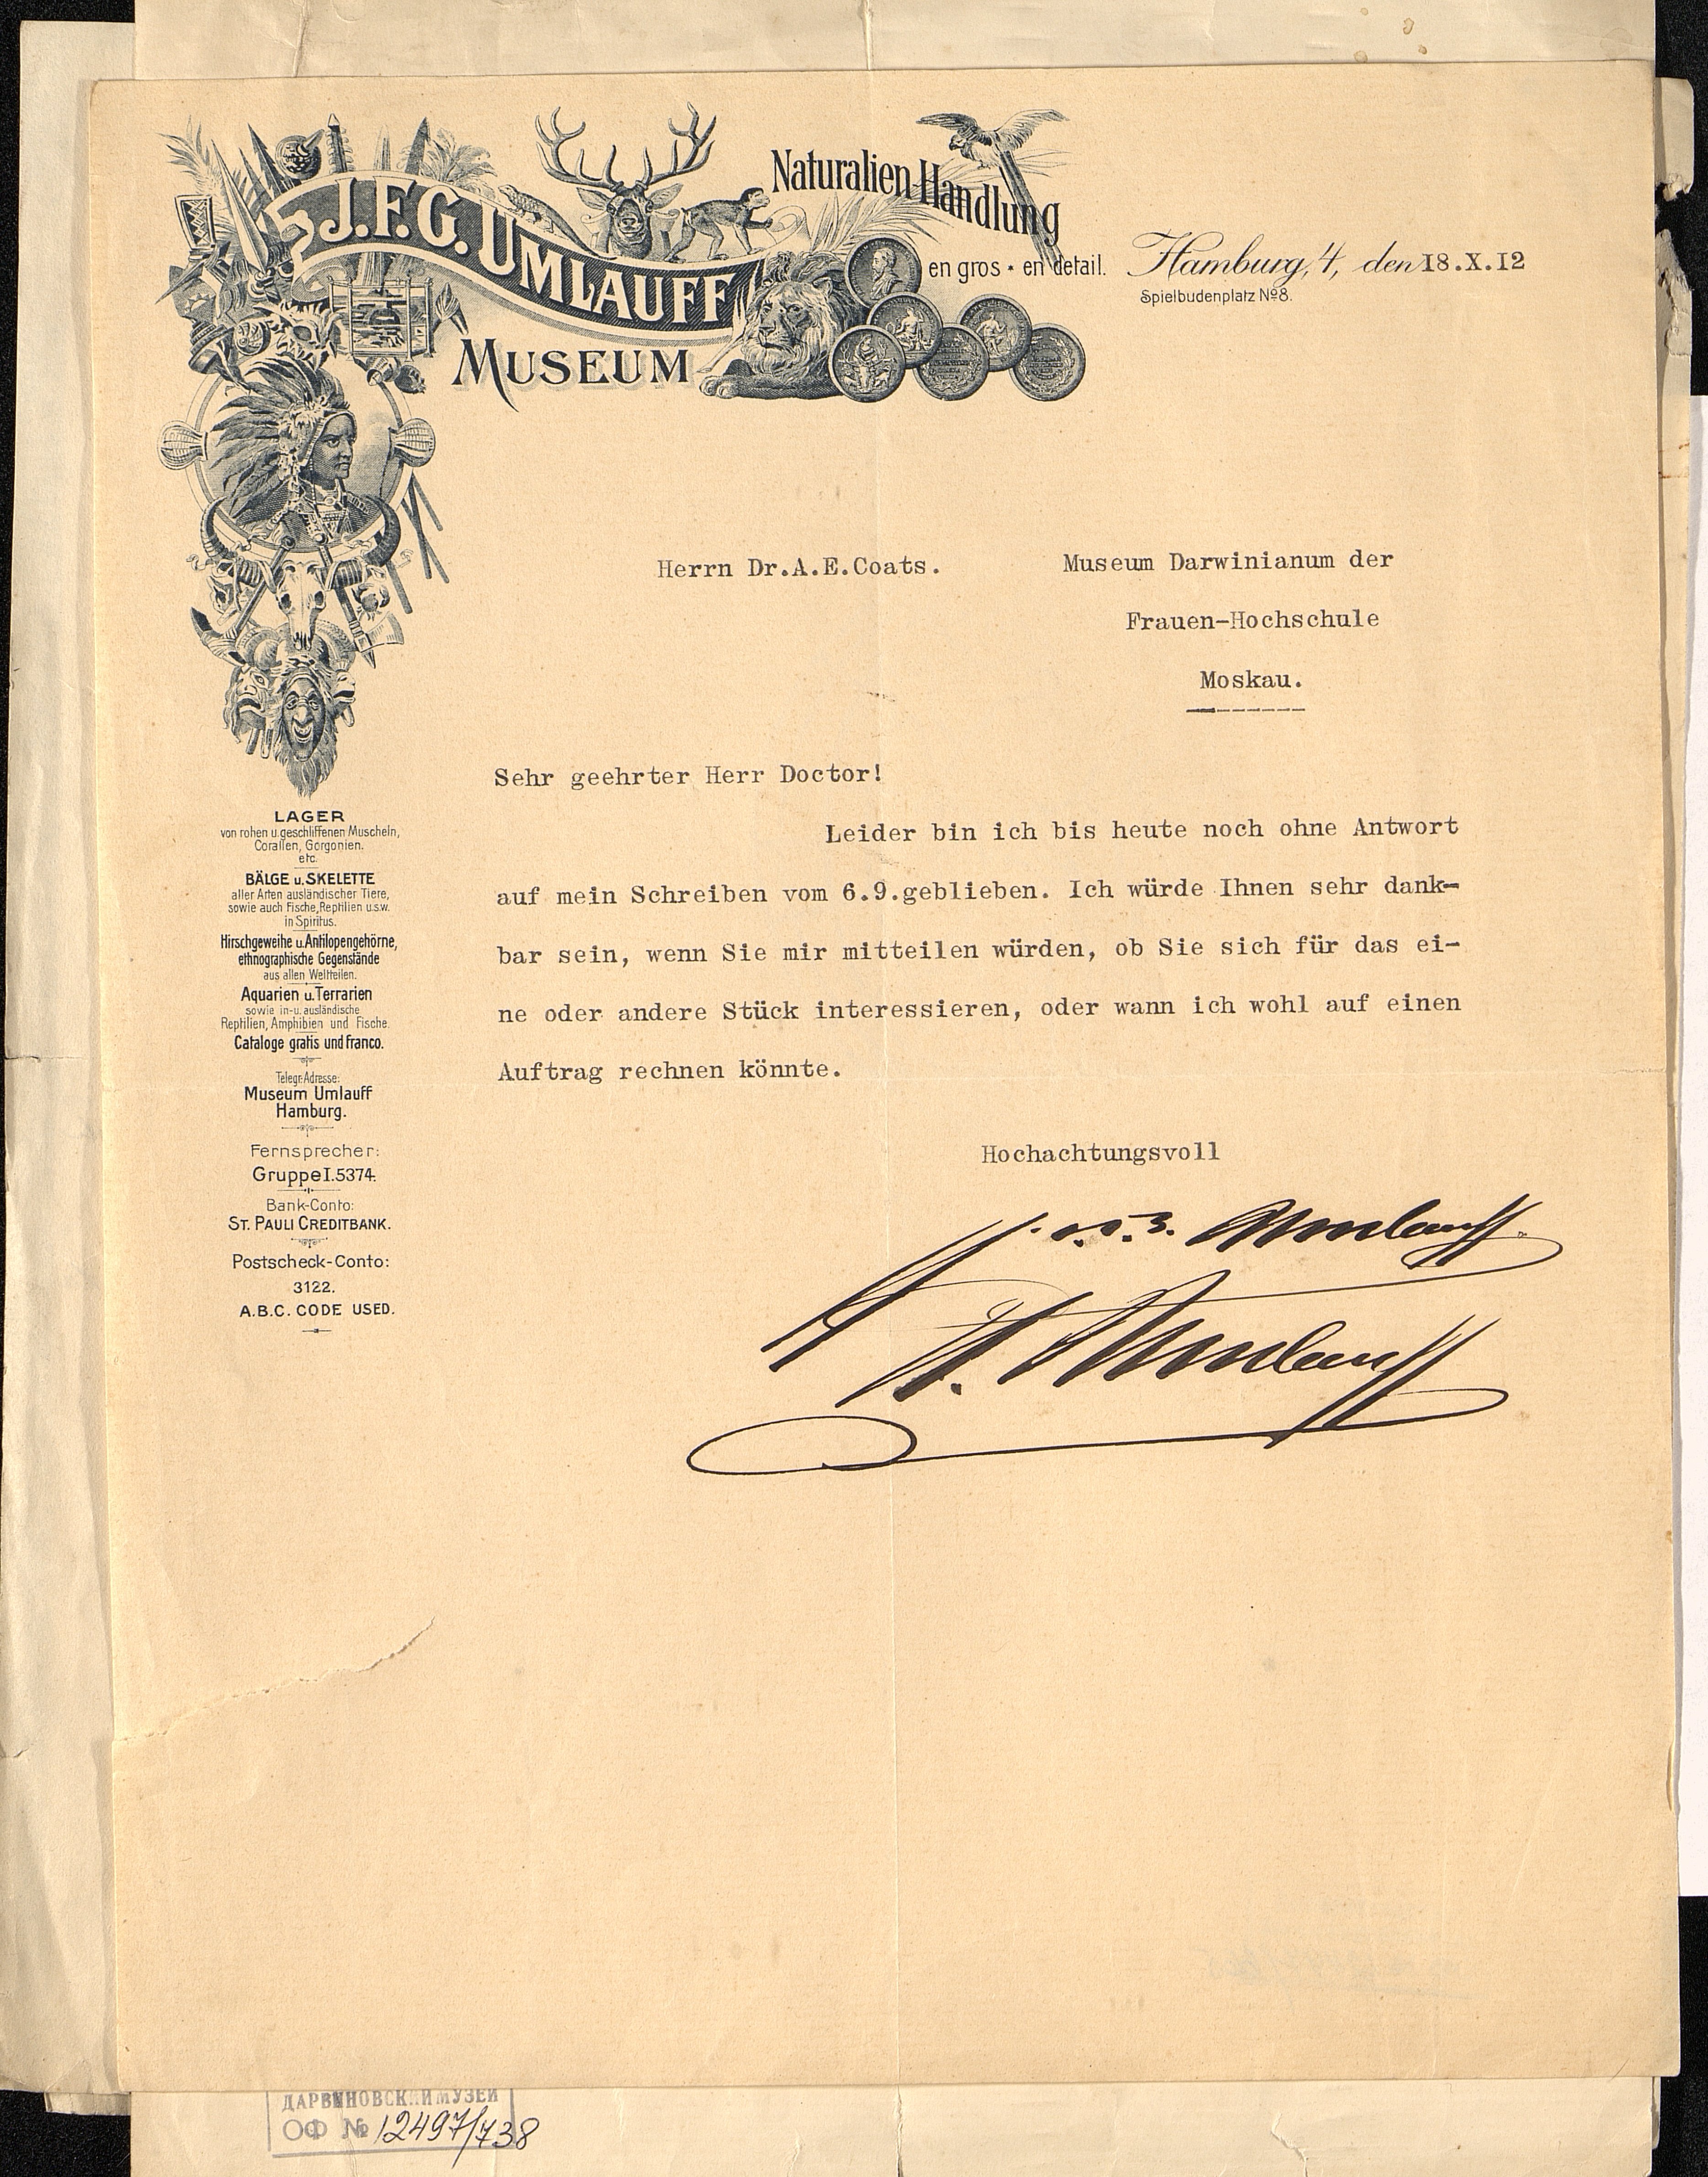 J.F.G. UMLAUFF
MUSEUM
Naturalien-Handlung
en gros * en detail.
Hamburg, 4, den 18.X.12
Spielbudenplatz No 8.
Herrn Dr.A.E.Coats.
Museum Darwinianum der
Frauen-Hochschule
Moskau.
Sehr geehrter Herr Doctor!
Leider bin ich bis heute noch ohne Antwort
auf mein Schreiben vom 6.9.geblieben. Ich würde Ihnen sehr dank-
bar sein, wenn Sie mir mitteilen würden, ob Sie sich für das ei-
ne oder andere Stück interessieren, oder wann ich wohl auf einen
Auftrag rechnen könnte.
Hochachtungsvoll
Umlauff.
Umlauff
LAGER
von rohen u. geschliffenen Muscheln,
Corallen, Gorgonien.
etc.
BÄLGE u. SKELETTE
aller Arten ausländischer Tiere,
sowie auch Fische, Reptilien u.s.w.
in Spiritus.
Hirschgeweihe u. Antilopengehörne,
ethnographische Gegenstände
aus allen Weltteilen.
Aquarien u. Terrarien
sowie in- u. ausländische
Reptilien, Amphibien und Fische.
Cataloge gratis und franco.
Telegr. Adresse:
Museum Umlauff
Hamburg.
Fernsprecher:
Gruppe I. 5374.
Bank-Conto:
ST. PAULI CREDITBANK.
Postscheck-Conto:
3122.
A.B.C. CODE USED.
ДАРВИНОВСКИЙ МУЗЕЙ
ОФ № 12497/738